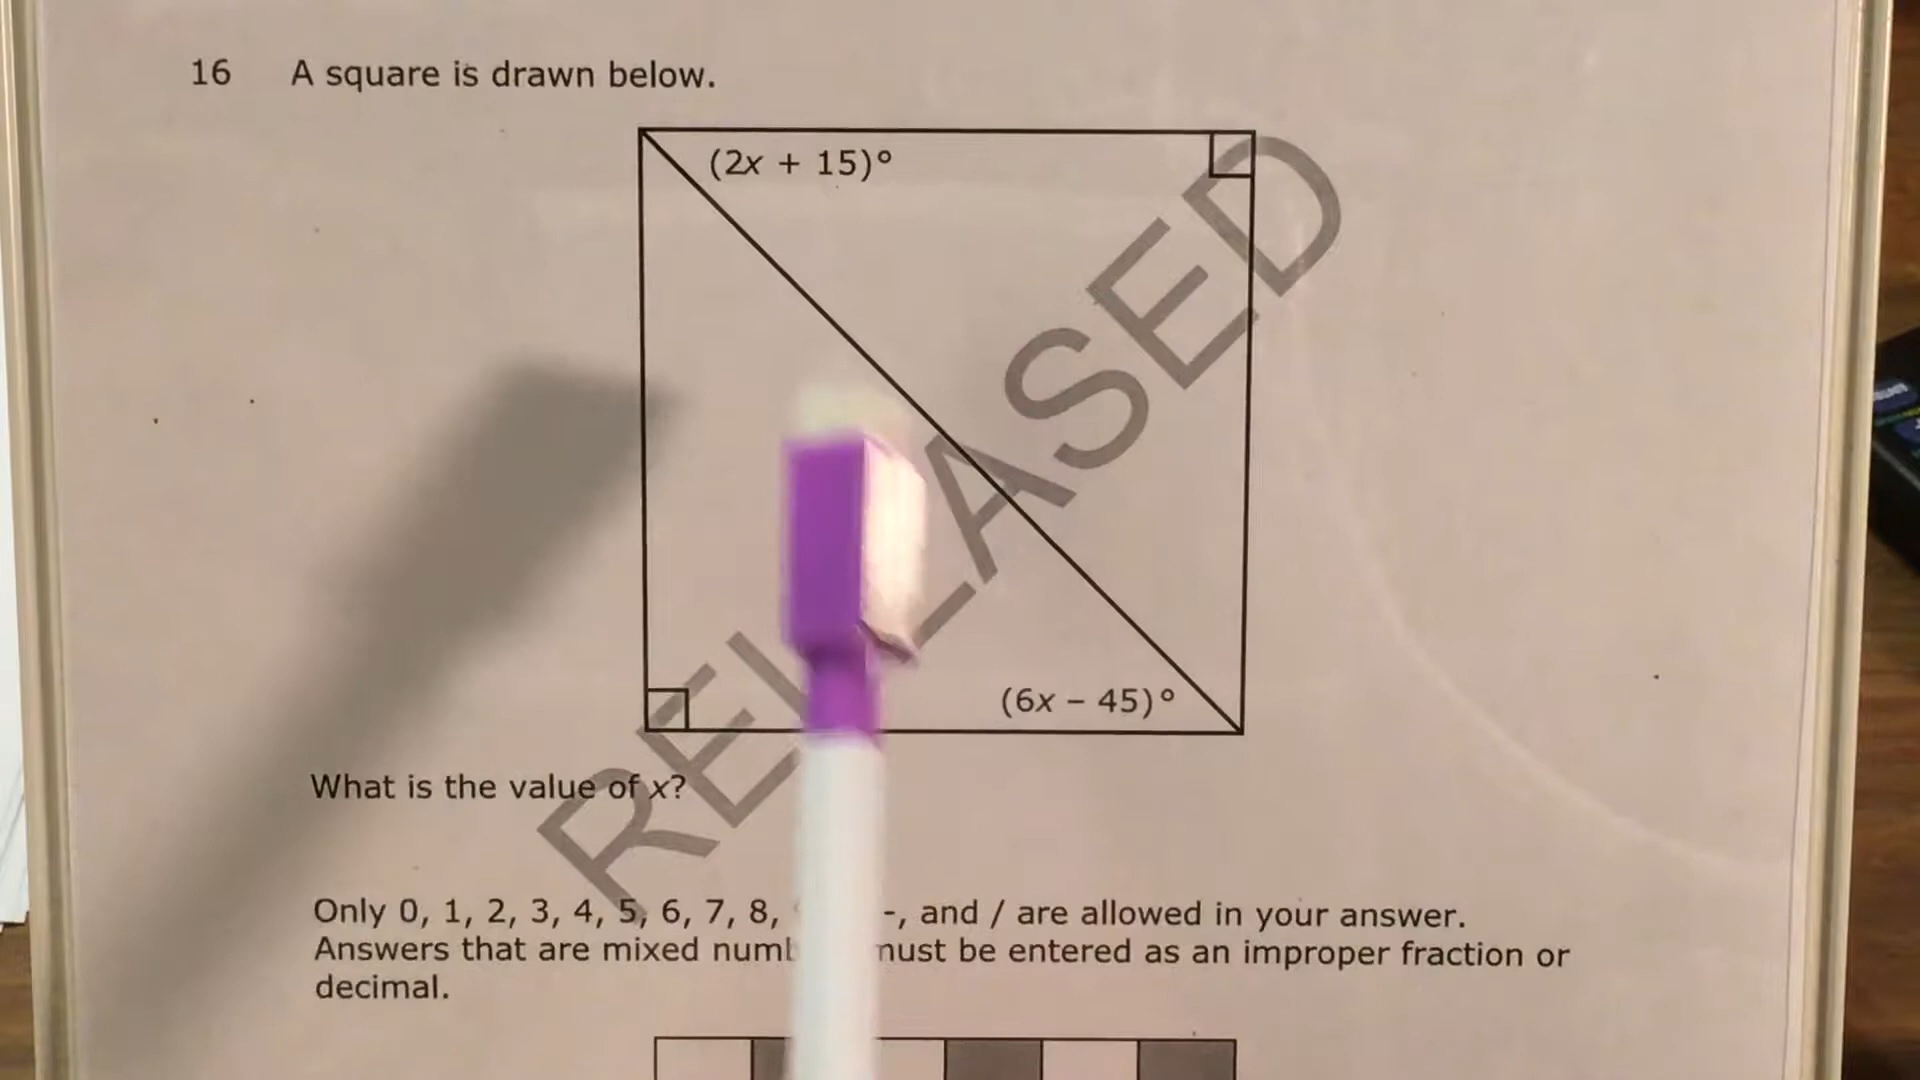 16 A square is drawn below.
(2x + 15)°
(6x – 45)°
RELEASED
What is the value of x?
Only 0, 1, 2, 3, 4, 5, 6, 7, 8, -, and / are allowed in your answer.
Answers that are mixed must be entered as an improper fraction or
decimal.